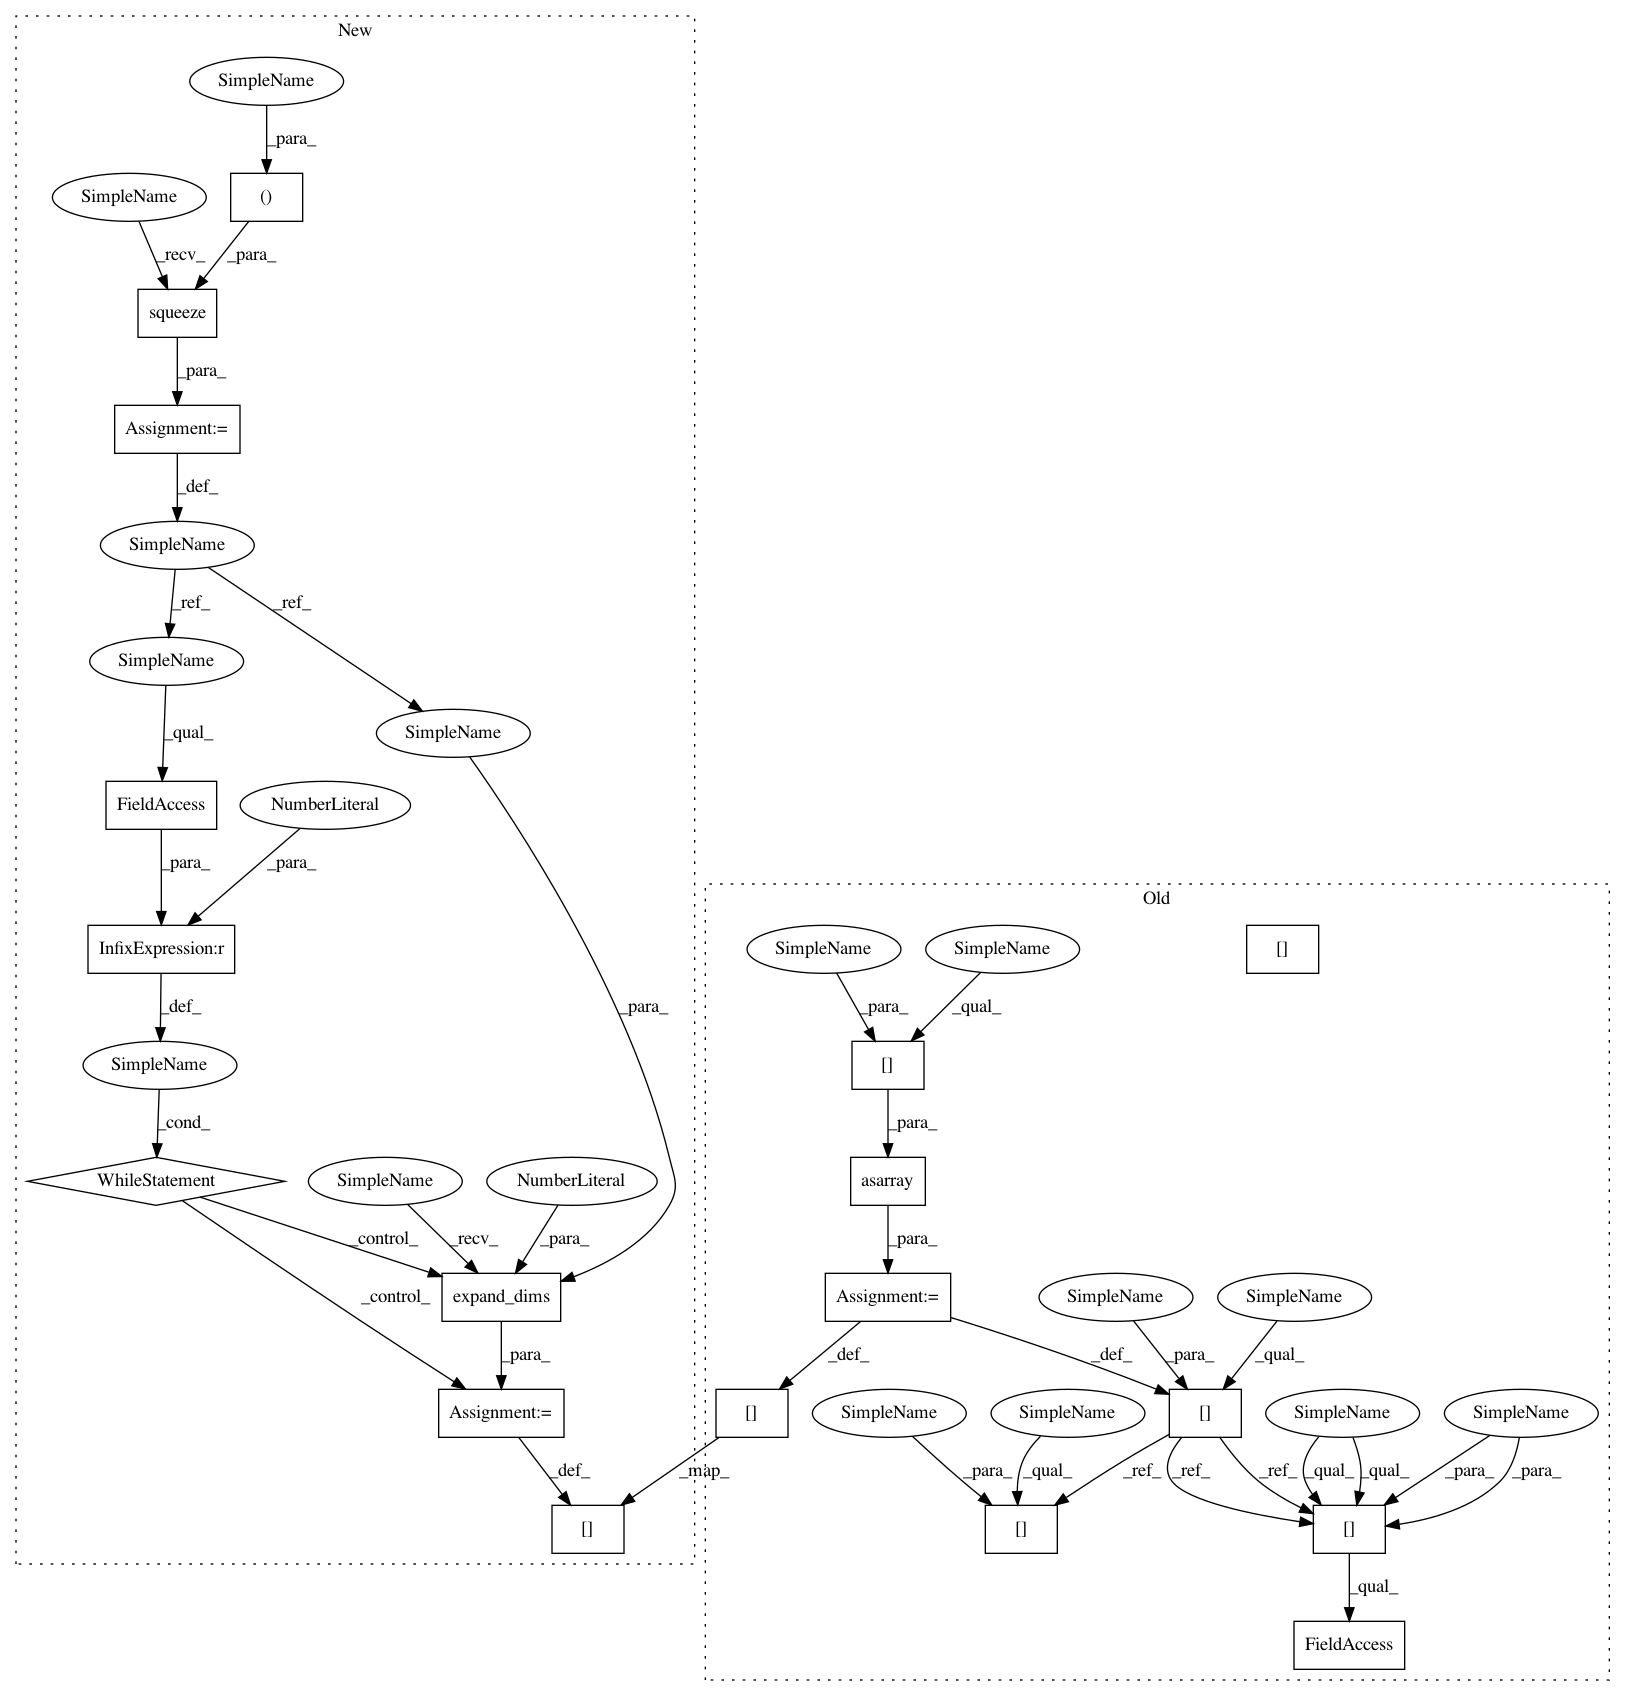 New
SimpleName
_para_
SimpleName
()
_recv_
_para_
squeeze
_para_
Assignment:=
_def_
SimpleName
_ref_
_ref_
SimpleName
SimpleName
_qual_
FieldAccess
NumberLiteral
_para_
_para_
InfixExpression:r
_def_
_para_
SimpleName
_cond_
WhileStatement
SimpleName
NumberLiteral
_control_
_recv_
_para_
expand_dims
_control_
_para_
Assignment:=
_def_
_map_
[]
Old
SimpleName
SimpleName
[]
_para_
_qual_
[]
_para_
asarray
_para_
Assignment:=
SimpleName
SimpleName
_def_
_def_
_para_
_qual_
[]
SimpleName
SimpleName
[]
SimpleName
SimpleName
_para_
_qual_
_ref_
_ref_
_ref_
_qual_
_qual_
_para_
_para_
[]
[]
_qual_
FieldAccess